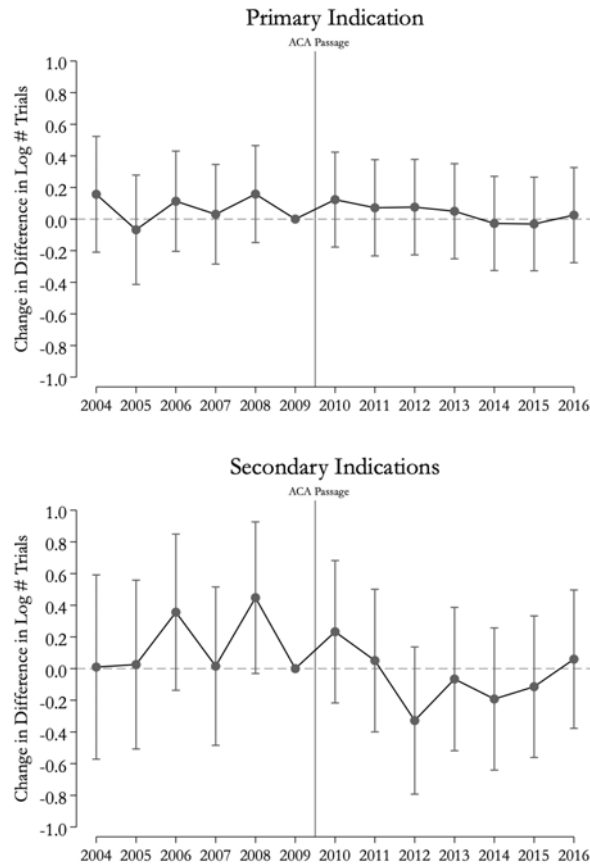 Primary Indication
ACA Passage
Change in Difference in Log # Trials
1.0
0.8
0.6
0.4
0.2
0.0
-0.2
-0.4
-0.6
-0.8
-1.0
2004 2005 2006 2007 2008 2009 2010 2011 2012 2013 2014 2015 2016
Secondary Indications
ACA Passage
Change in Difference in Log # Trials
1.0
0.8
0.6
0.4
0.2
0.0
-0.2
-0.4
-0.6
-0.8
-1.0
2004 2005 2006 2007 2008 2009 2010 2011 2012 2013 2014 2015 2016